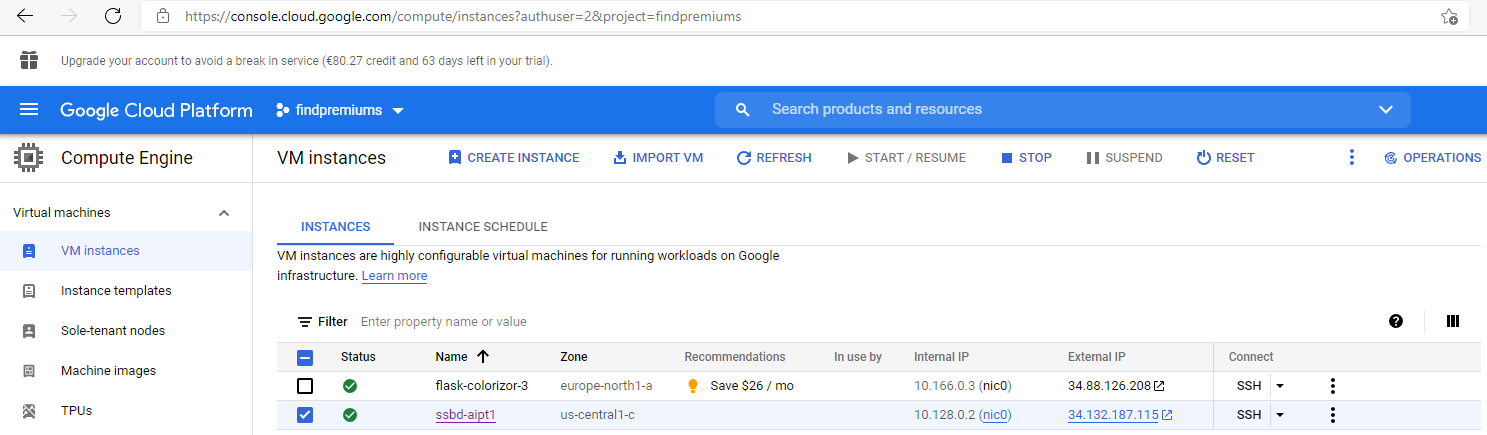 https://console.cloud.google.com/compute/instances?authuser=2&project=findpremiums
Upgrade your account to avoid a break in service (€80.27 credit and 63 days left in your trial).
Google Cloud Platform findpremiums Search products and resources
Compute Engine VM instances CREATE INSTANCE IMPORT VM REFRESH START / RESUME STOP SUSPEND RESET OPERATIONS
Virtual machines
VM instances
Instance templates
Sole-tenant nodes
Machine images
TPUs
INSTANCES INSTANCE SCHEDULE
VM instances are highly configurable virtual machines for running workloads on Google
infrastructure. Learn more
Filter Enter property name or value
Status Name Zone Recommendations In use by Internal IP External IP Connect
flask-colorizor-3 europe-north1-a Save $26 / mo 10.166.0.3 (nic0) 34.88.126.208 SSH
ssbd-aipt1 us-central1-c 10.128.0.2 (nic0) 34.132.187.115 SSH